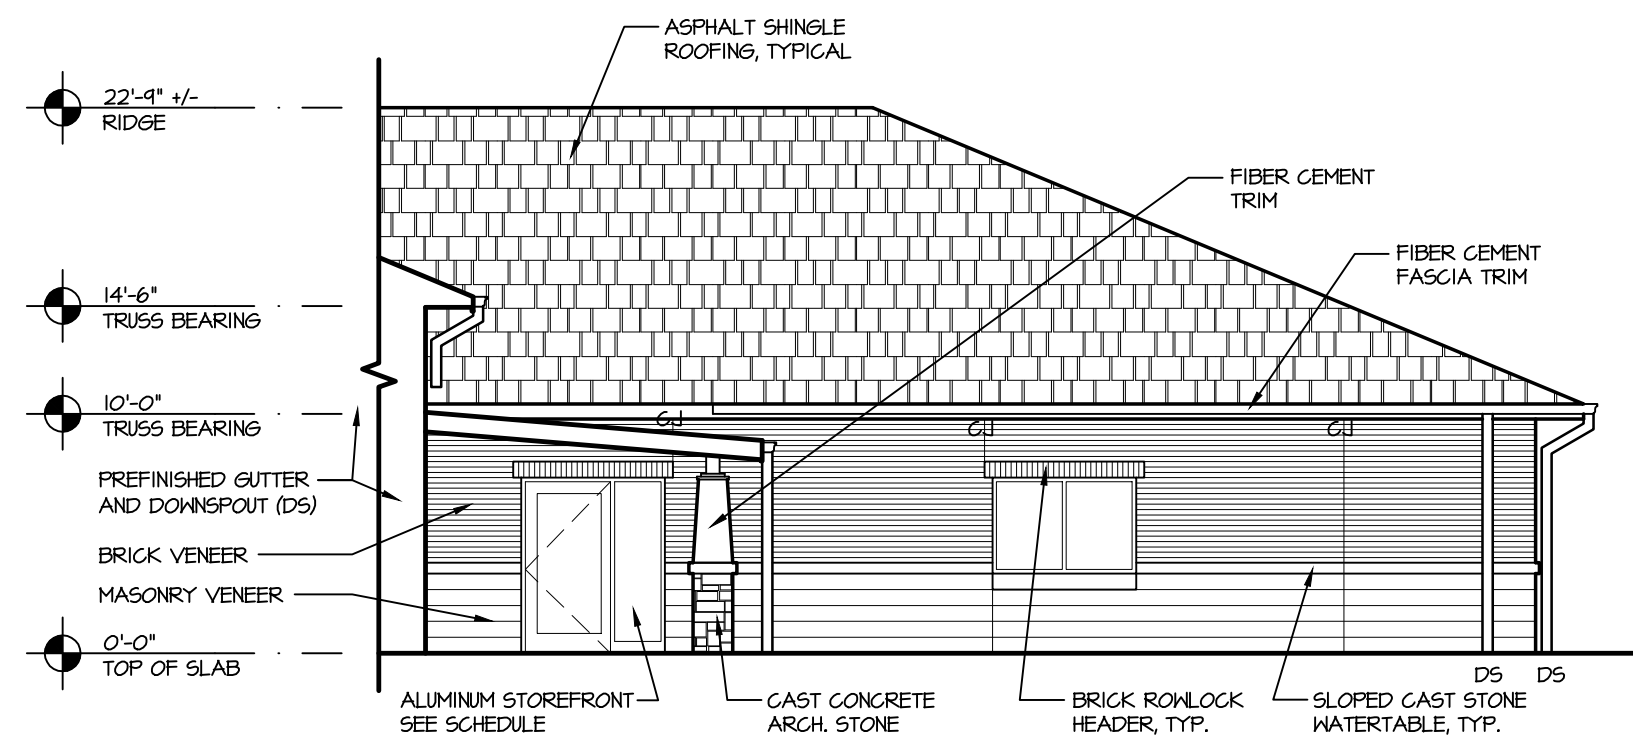 ASPHALT SHINGLE
ROOFING, TYPICAL
22'-9" +/-
RIDGE
FIBER CEMENT
TRIM
FIBER CEMENT
FASCIA TRIM
14'-6"
TRUSS BEARING
10'-0"
TRUSS BEARING
CJ
CJ
CJ
PREFINISHED GUTTER
AND DOWNSPOUT (DS)
BRICK VENEER
MASONRY VENEER
0'-0"
TOP OF SLAB
DS
DS
ALUMINUM STOREFRONT
SEE SCHEDULE
CAST CONCRETE
ARCH. STONE
BRICK ROWLOCK
HEADER, TYP.
SLOPED CAST STONE
WATERTABLE, TYP.